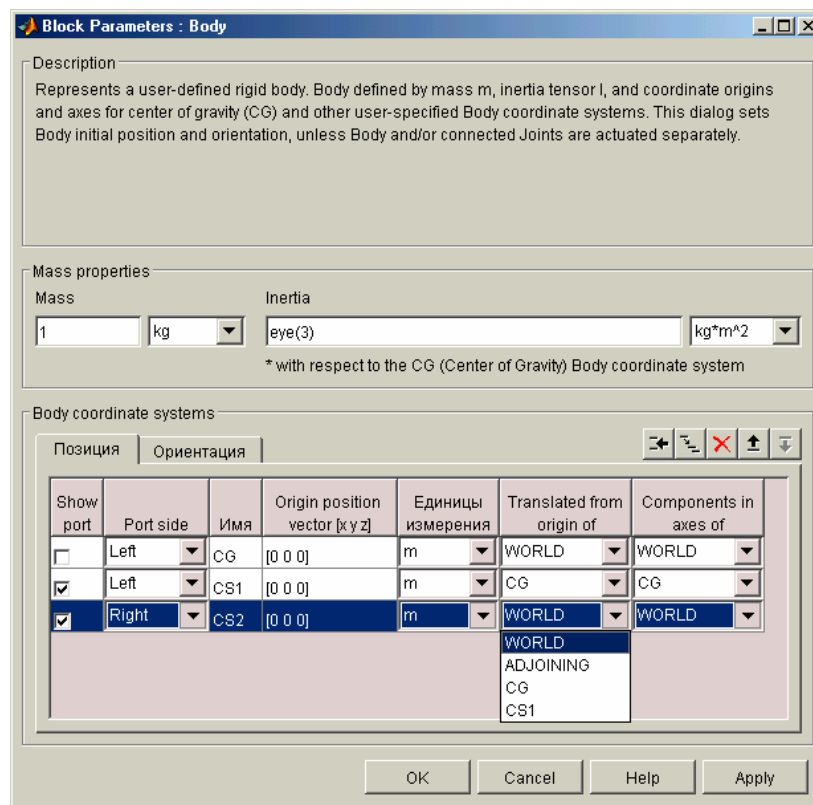 Block Parameters : Body
Description
Represents a user-defined rigid body. Body defined by mass m, inertia tensor I, and coordinate origins
and axes for center of gravity (CG) and other user-specified Body coordinate systems. This dialog sets
Body initial position and orientation, unless Body and/or connected Joints are actuated separately.
Mass properties
Mass Inertia
1 kg eye(3) kg*m^2
* with respect to the CG (Center of Gravity) Body coordinate system
Body coordinate systems
Позиция Ориентация
Show Origin position Единицы Translated from Components in
port Port side Имя vector [x y z] измерения origin of axes of
Left CG [0 0 0] m WORLD WORLD
Left CS1 [0 0 0] m CG CG
Right CS2 [0 0 0] m WORLD WORLD
WORLD
ADJOINING
CG
CS1
OK Cancel Help Apply